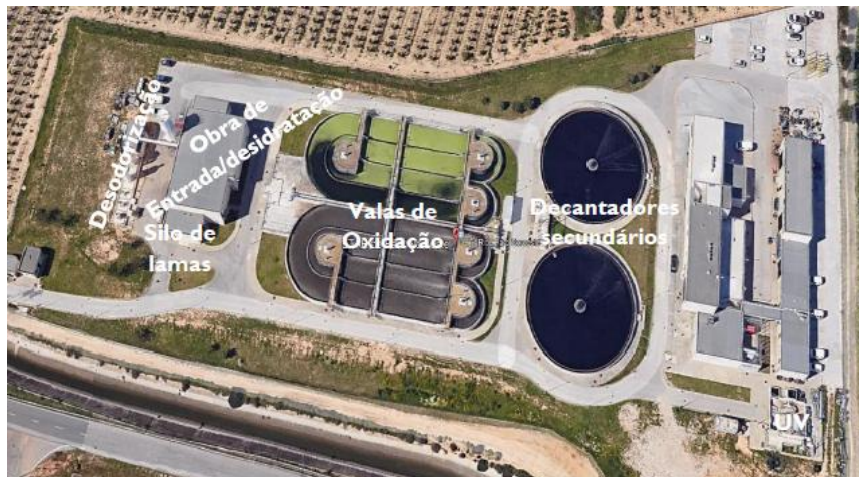 Desodorização
Obra de
Entrada/desidratação
Silo de
lamas
Valas de
Oxidação
Decantadores
secundários
UV